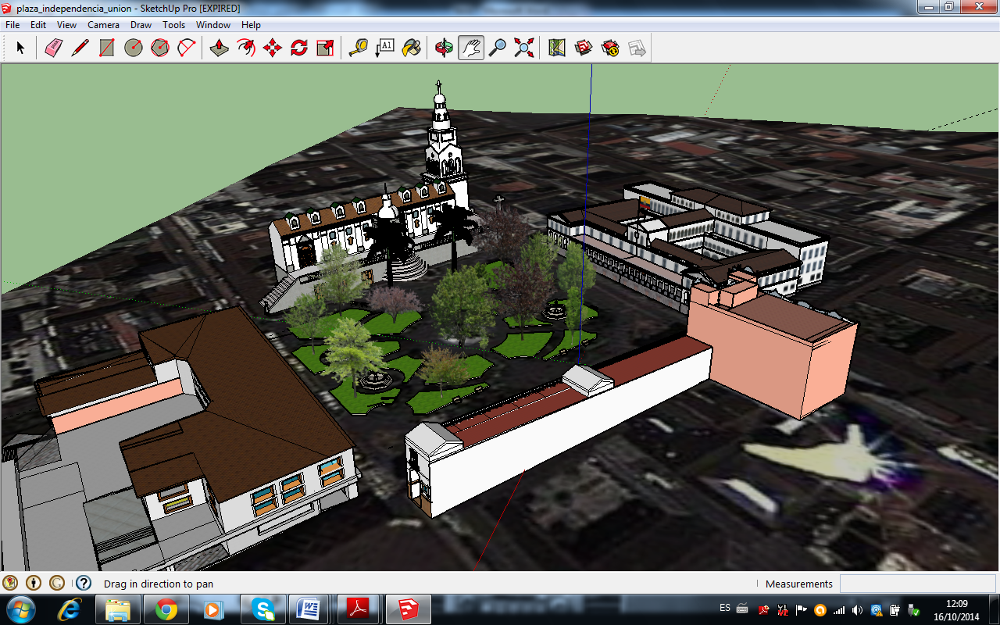 plaza_independencia_union - SketchUp Pro [EXPIRED]
File Edit View Camera Draw Tools Window Help
A1
Drag in direction to pan
Measurements
ES
12:09
16/10/2014